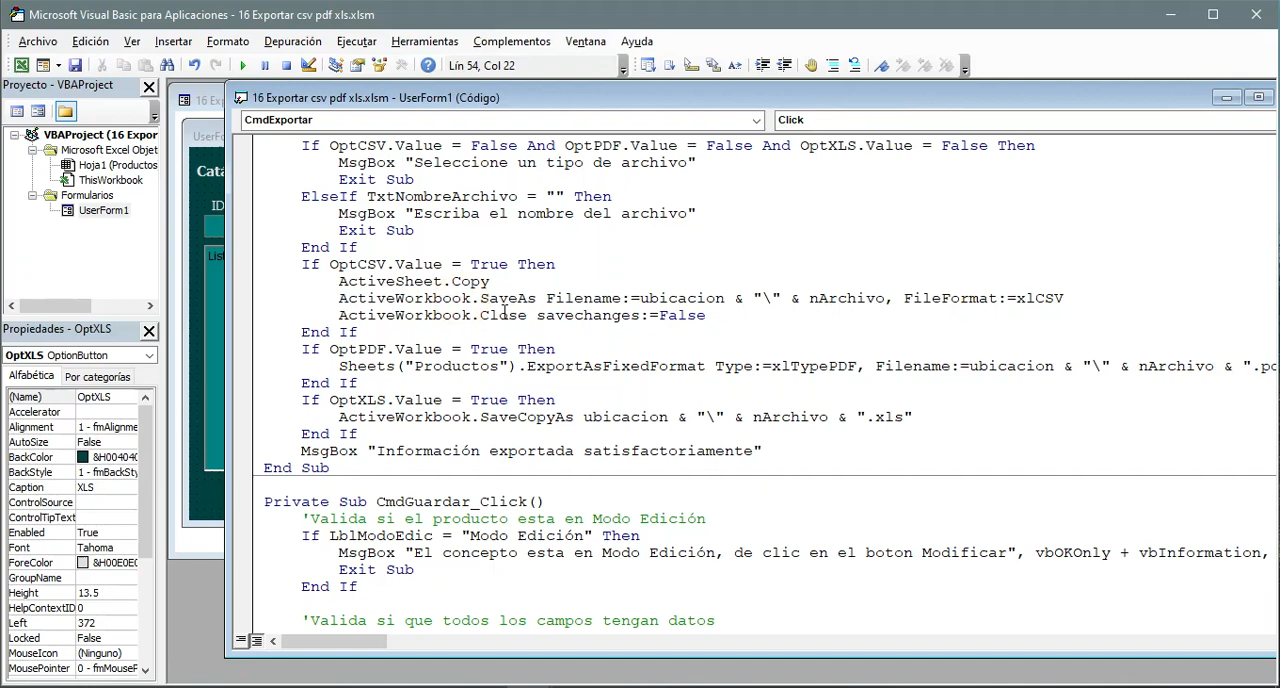 Microsoft Visual Basic para Aplicaciones - 16 Exportar csv pdf xls.xlsm
Archivo Edición Ver Insertar Formato Depuración Ejecutar Herramientas Complementos Ventana Ayuda
Lín 54, Col 22
Proyecto - VBAProject
VBAProject (16 Expor
Microsoft Excel Objet
Hoja1 (Productos
ThisWorkbook
Formularios
UserForm1
Propiedades - OptXLS
OptXLS OptionButton
Alfabética Por categorías
(Name) OptXLS
Accelerator
Alignment 1 - fmAlignme
AutoSize False
BackColor &H00404
BackStyle 1 - fmBackSty
Caption XLS
ControlSource
ControlTipText
Enabled True
Font Tahoma
ForeColor &H00E0E0
GroupName
Height 13.5
HelpContextID 0
Left 372
Locked False
MouseIcon (Ninguno)
MousePointer 0 - fmMouseP
16 Exp
UserF
Catá
ID
List
16 Exportar csv pdf xls.xlsm - UserForm1 (Código)
CmdExportar Click
If OptCSV.Value = False And OptPDF.Value = False And OptXLS.Value = False Then
MsgBox "Seleccione un tipo de archivo"
Exit Sub
ElseIf TxtNombreArchivo = "" Then
MsgBox "Escriba el nombre del archivo"
Exit Sub
End If
If OptCSV.Value = True Then
ActiveSheet.Copy
ActiveWorkbook.SaveAs Filename:=ubicacion & "\" & nArchivo, FileFormat:=xlCSV
ActiveWorkbook.Close savechanges:=False
End If
If OptPDF.Value = True Then
Sheets("Productos").ExportAsFixedFormat Type:=xlTypePDF, Filename:=ubicacion & "\" & nArchivo & ".pd
End If
If OptXLS.Value = True Then
ActiveWorkbook.SaveCopyAs ubicacion & "\" & nArchivo & ".xls"
End If
MsgBox "Información exportada satisfactoriamente"
End Sub
Private Sub CmdGuardar_Click()
'Valida si el producto esta en Modo Edición
If LblModoEdic = "Modo Edición" Then
MsgBox "El concepto esta en Modo Edición, de clic en el boton Modificar", vbOKOnly + vbInformation,
Exit Sub
End If
'Valida si que todos los campos tengan datos